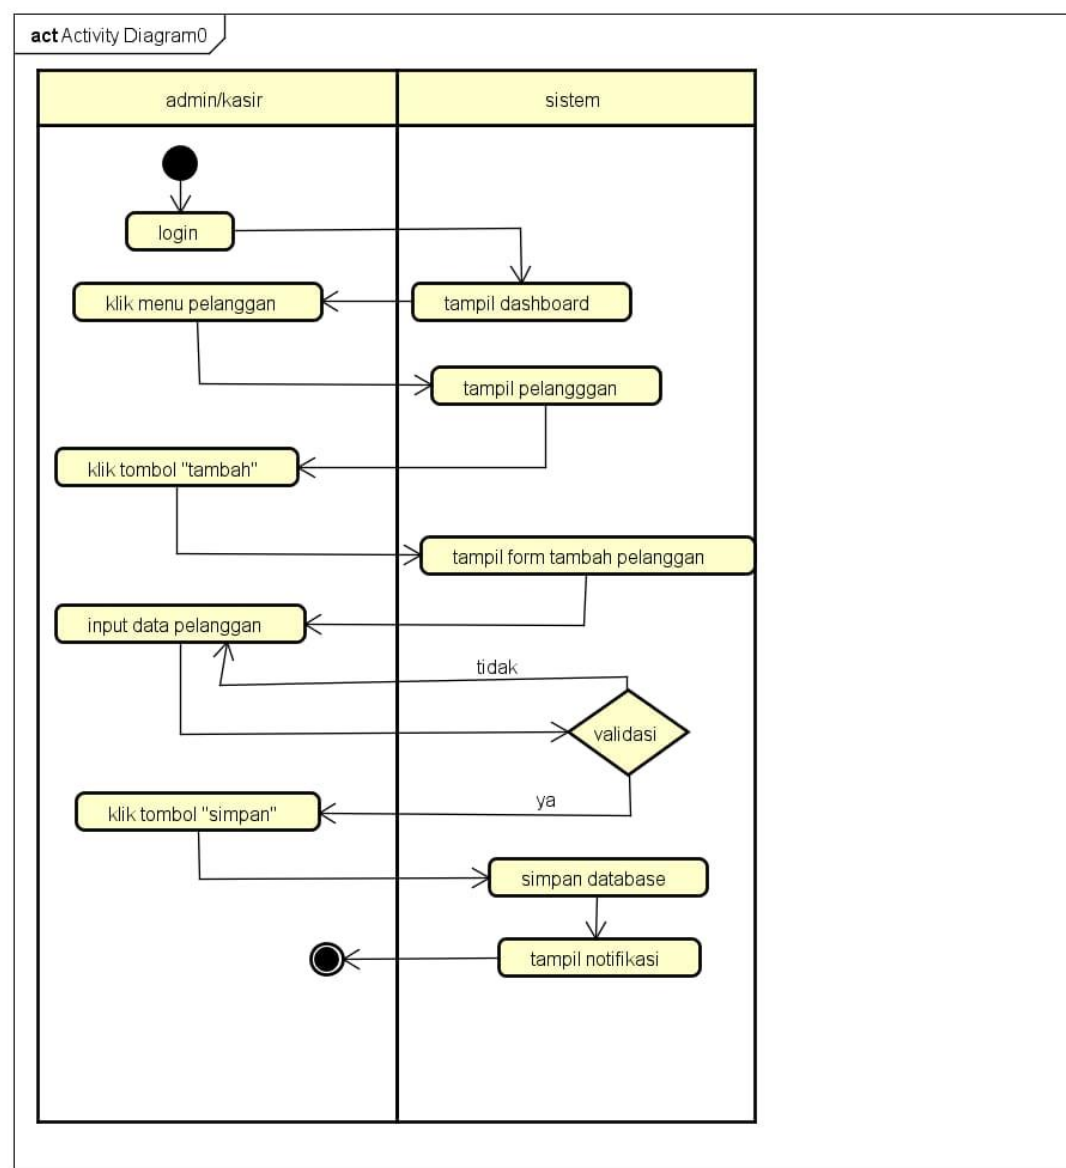 act Activity Diagram0
admin/kasir
sistem
login
klik menu pelanggan
tampil dashboard
tampil pelangggan
klik tombol "tambah"
tampil form tambah pelanggan
input data pelanggan
tidak
validasi
ya
klik tombol "simpan"
simpan database
tampil notifikasi